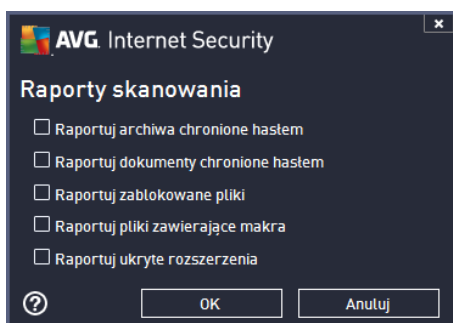 AVG. Internet Security
Raporty skanowania
Raportuj archiwa chronione hasłem
Raportuj dokumenty chronione hasłem
Raportuj zablokowane pliki
Raportuj pliki zawierające makra
Raportuj ukryte rozszerzenia
OK
Anuluj